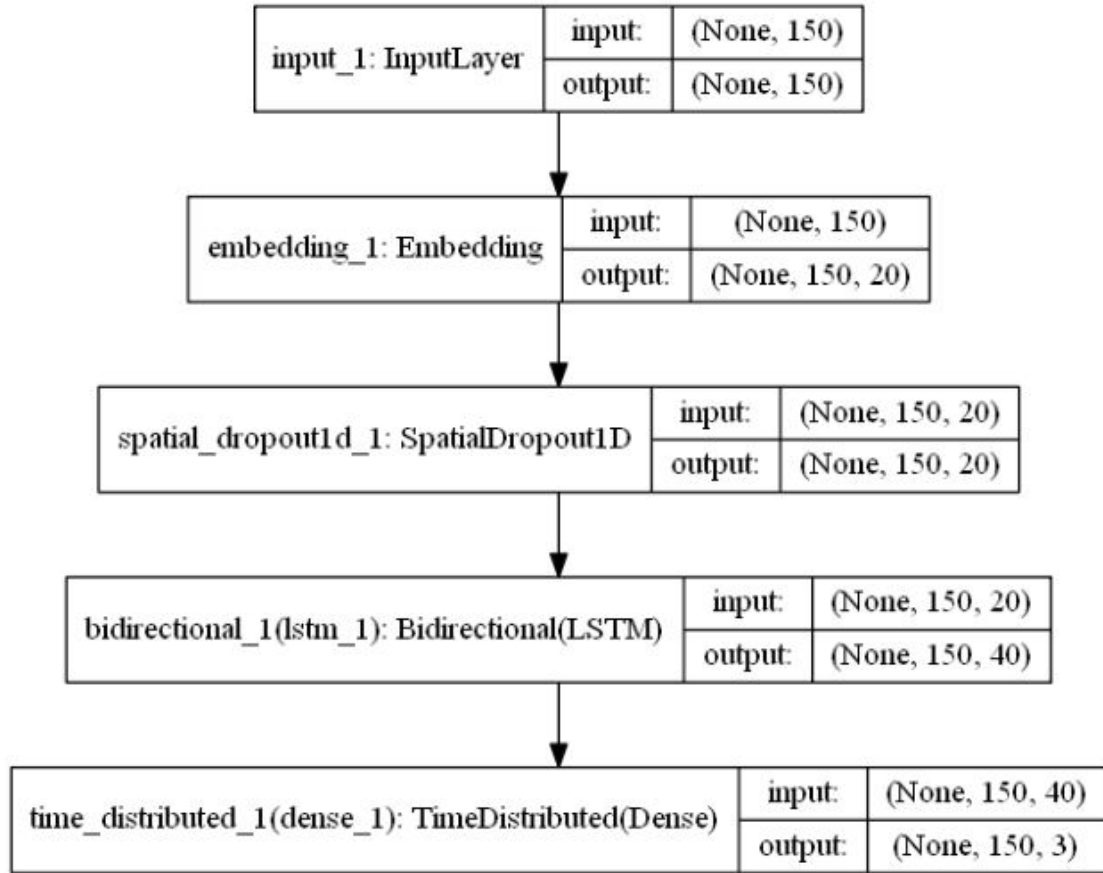 input_1: InputLayer
input: (None, 150)
output: (None, 150)
embedding_1: Embedding
input: (None, 150)
output: (None, 150, 20)
spatial_dropout1d_1: SpatialDropout1D
input: (None, 150, 20)
output: (None, 150, 20)
bidirectional_1(lstm_1): Bidirectional(LSTM)
input: (None, 150, 20)
output: (None, 150, 40)
time_distributed_1(dense_1): TimeDistributed(Dense)
input: (None, 150, 40)
output: (None, 150, 3)